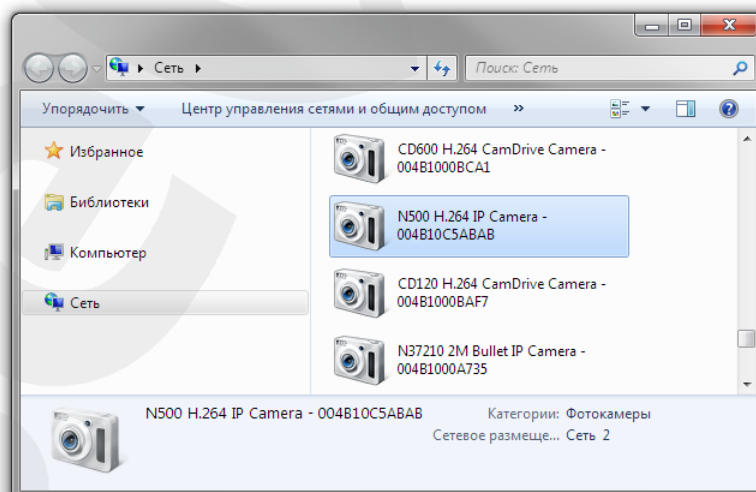 Сеть
Поиск: Сеть
Упорядочить
Центр управления сетями и общим доступом
»
Избранное
Библиотеки
Компьютер
Сеть
CD600 H.264 CamDrive Camera -
004B1000BCA1
N500 H.264 IP Camera -
004B10C5ABAB
CD120 H.264 CamDrive Camera -
004B1000BAF7
N37210 2M Bullet IP Camera -
004B1000A735
N500 H.264 IP Camera - 004B10C5ABAB
Категории: Фотокамеры
Сетевое размеще... Сеть 2